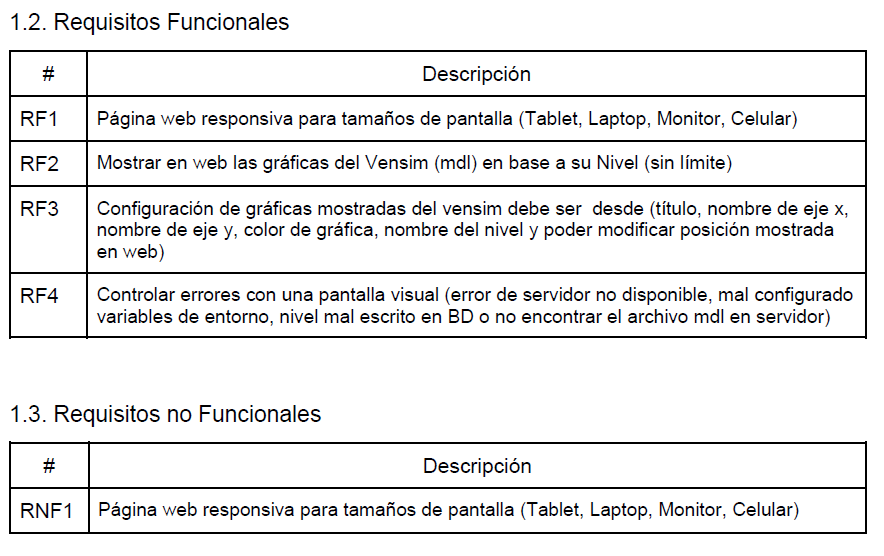 1.2. Requisitos Funcionales
# Descripción
RF1 Página web responsiva para tamaños de pantalla (Tablet, Laptop, Monitor, Celular)
RF2 Mostrar en web las gráficas del Vensim (mdl) en base a su Nivel (sin límite)
RF3 Configuración de gráficas mostradas del vensim debe ser desde (título, nombre de eje x,
nombre de eje y, color de gráfica, nombre del nivel y poder modificar posición mostrada
en web)
RF4 Controlar errores con una pantalla visual (error de servidor no disponible, mal configurado
variables de entorno, nivel mal escrito en BD o no encontrar el archivo mdl en servidor)
1.3. Requisitos no Funcionales
# Descripción
RNF1 Página web responsiva para tamaños de pantalla (Tablet, Laptop, Monitor, Celular)